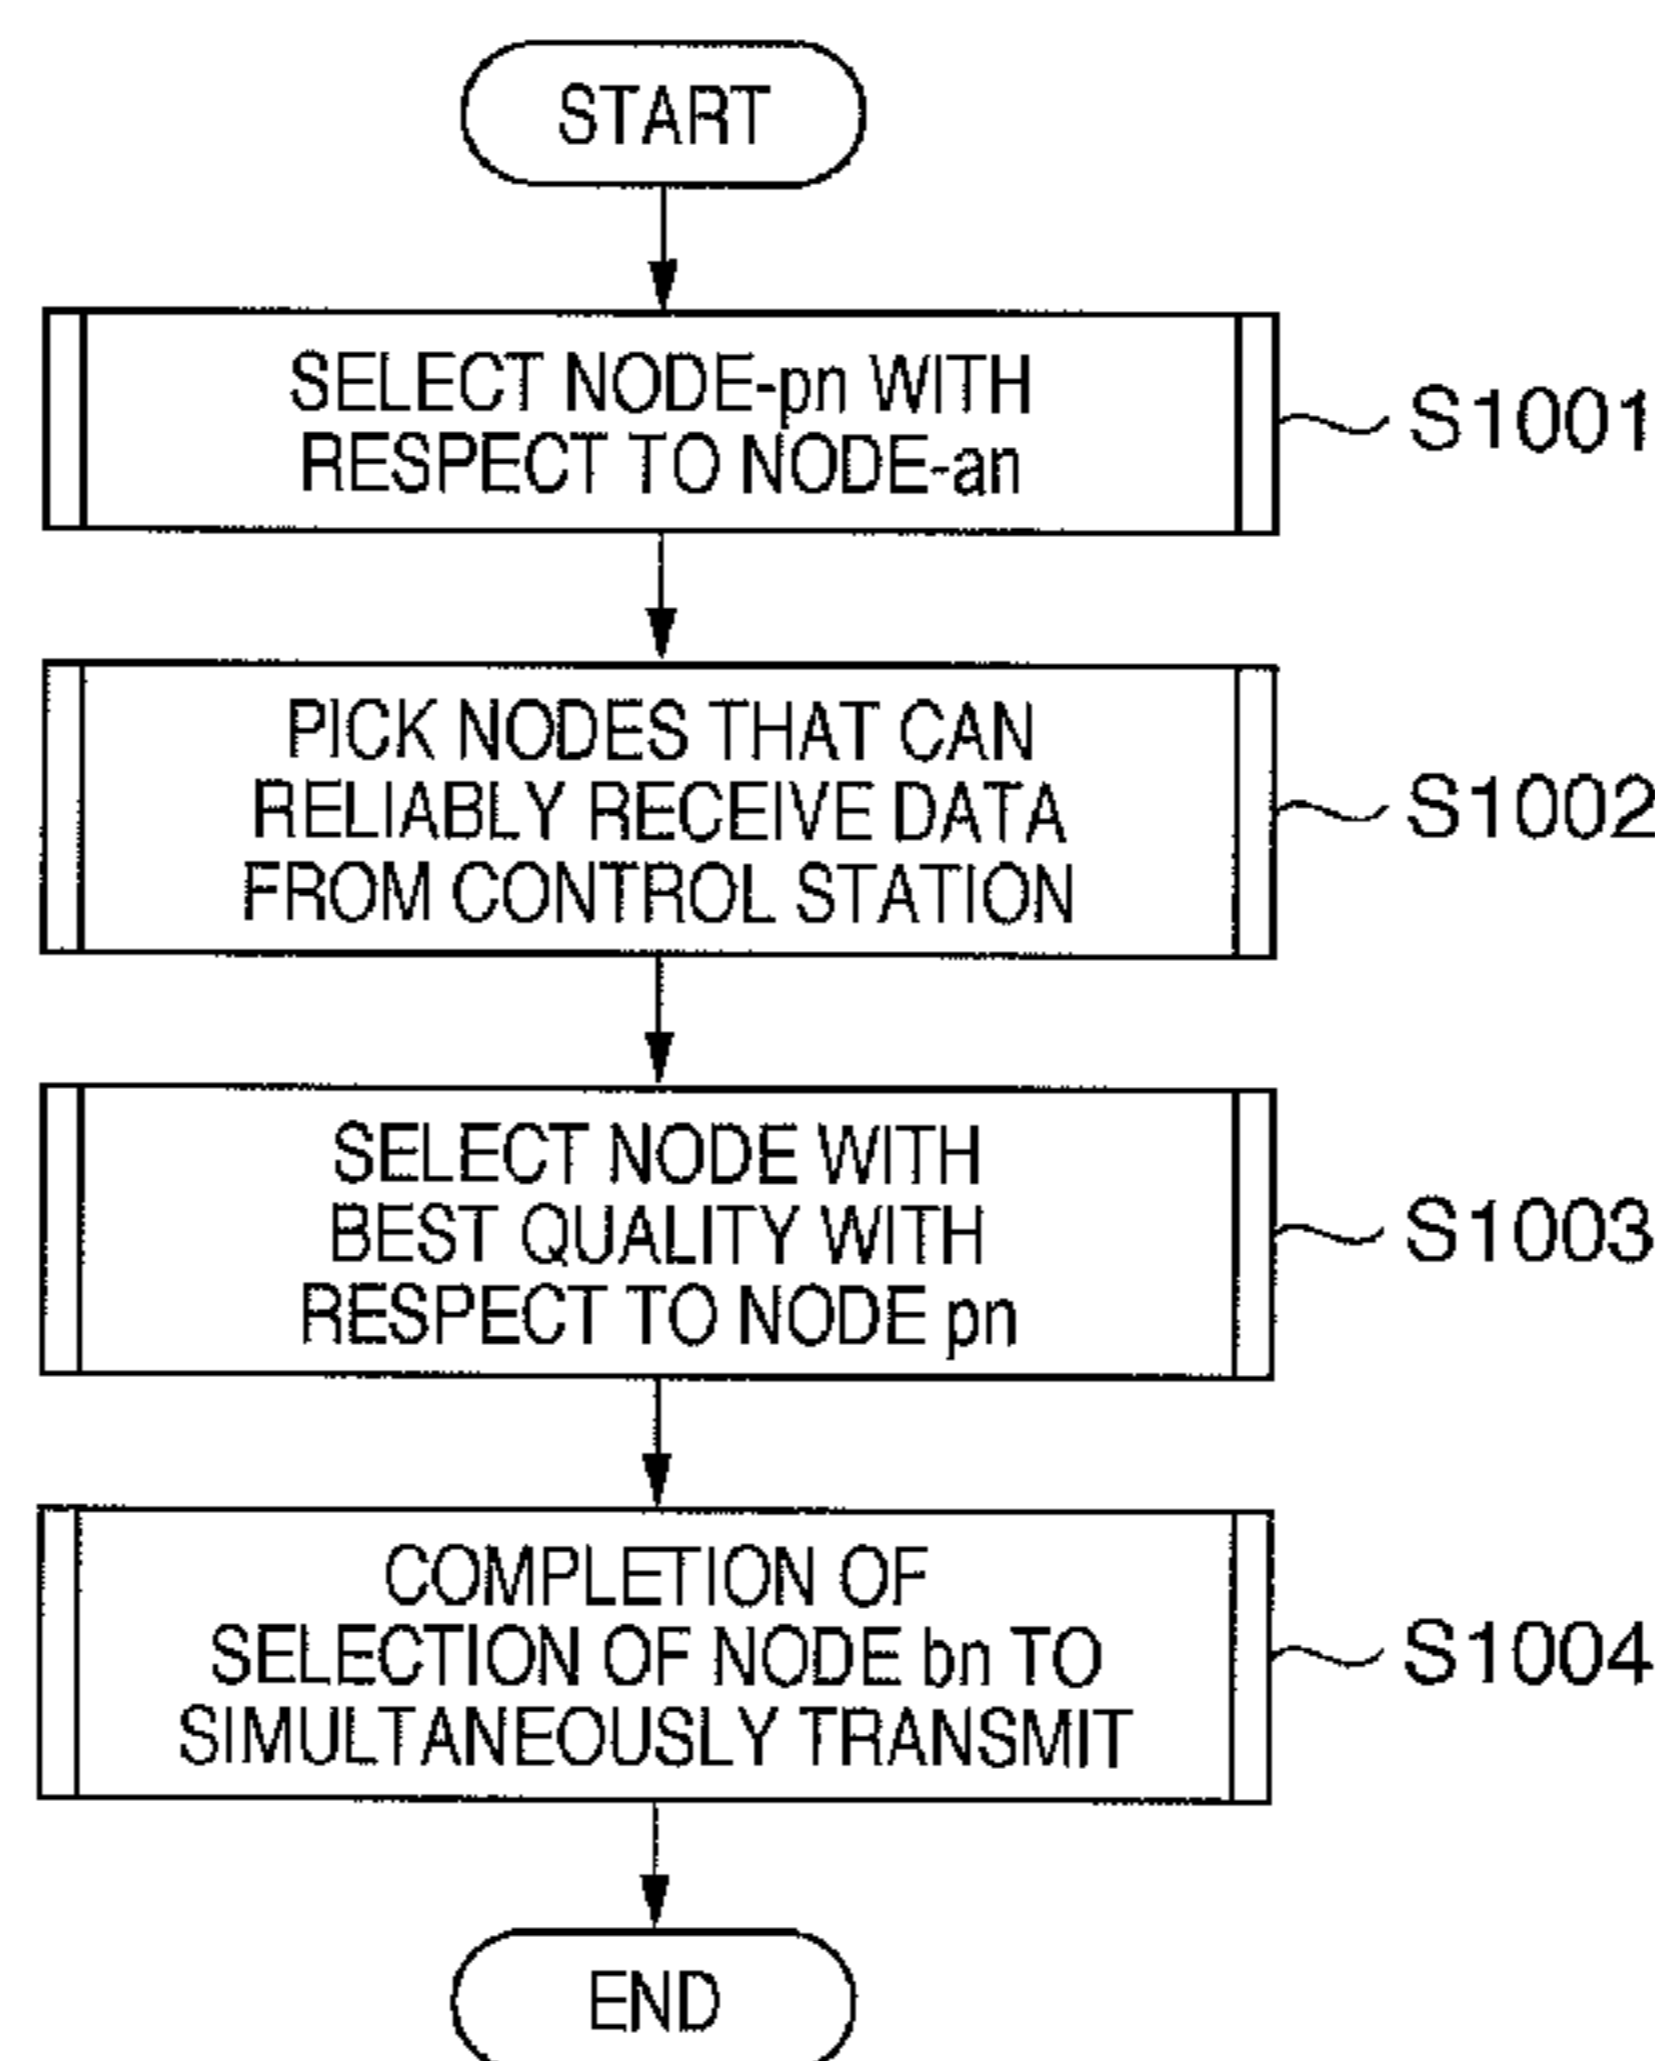 START
SELECT NODE-pn WITH
RESPECT TO NODE-an
S1001
PICK NODES THAT CAN
RELIABLY RECEIVE DATA
FROM CONTROL STATION
S1002
SELECT NODE WITH
BEST QUALITY WITH
RESPECT TO NODE pn
S1003
COMPLETION OF
SELECTION OF NODE bn TO
SIMULTANEOUSLY TRANSMIT
S1004
END